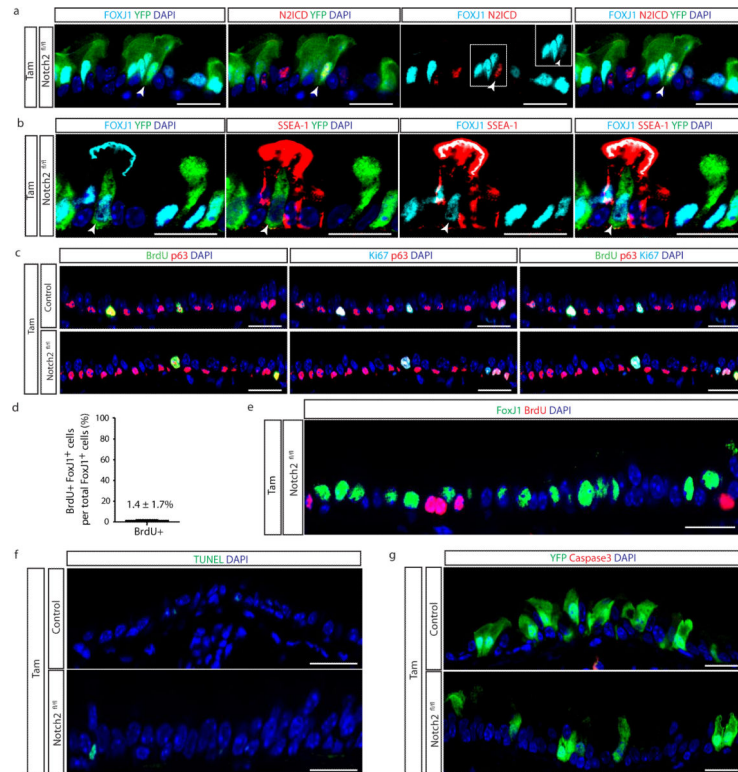 a
FOXJ1 YFP DAPI
N2ICD YFP DAPI
FOXJ1 N2ICD
FOXJ1 N2ICD YFP DAPI
Tam
Notch2 fl/fl
b
FOXJ1 YFP DAPI
SSEA-1 YFP DAPI
FOXJ1 SSEA-1
FOXJ1 SSEA-1 YFP DAPI
Tam
Notch2 fl/fl
c
BrdU p63 DAPI
Ki67 p63 DAPI
BrdU p63 Ki67 DAPI
Tam
Control
Notch2 fl/fl
d
BrdU+ FoxJ1+ cells
per total FoxJ1+ cells (%)
100
80
60
40
20
0
1.4 ± 1.7%
BrdU+
e
FoxJ1 BrdU DAPI
Tam
Notch2 fl/fl
f
TUNEL DAPI
Tam
Control
Notch2 fl/fl
g
YFP Caspase3 DAPI
Tam
Control
Notch2 fl/fl